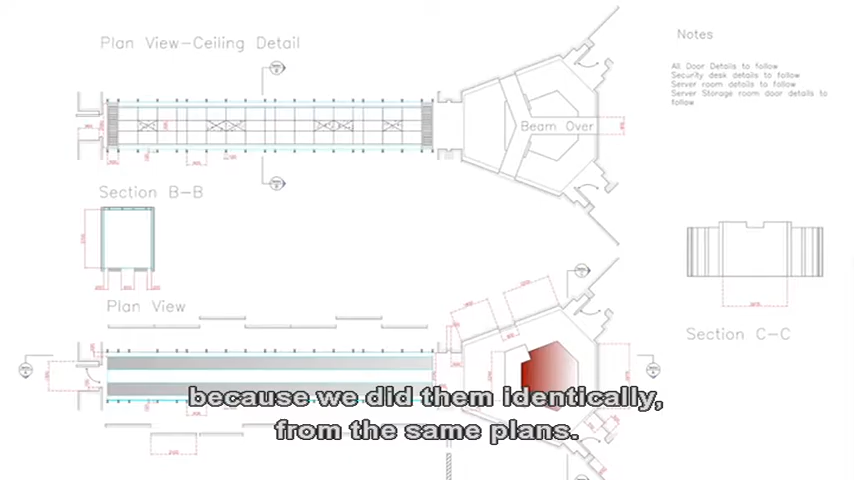 Plan View-Ceiling Detail
Notes
All Door Details to follow
Security desk details to follow
Server room details to follow
Server Storage room door details to
follow
Beam Over
Section B-B
Plan View
Section C-C
because we did them identically,
from the same plans.